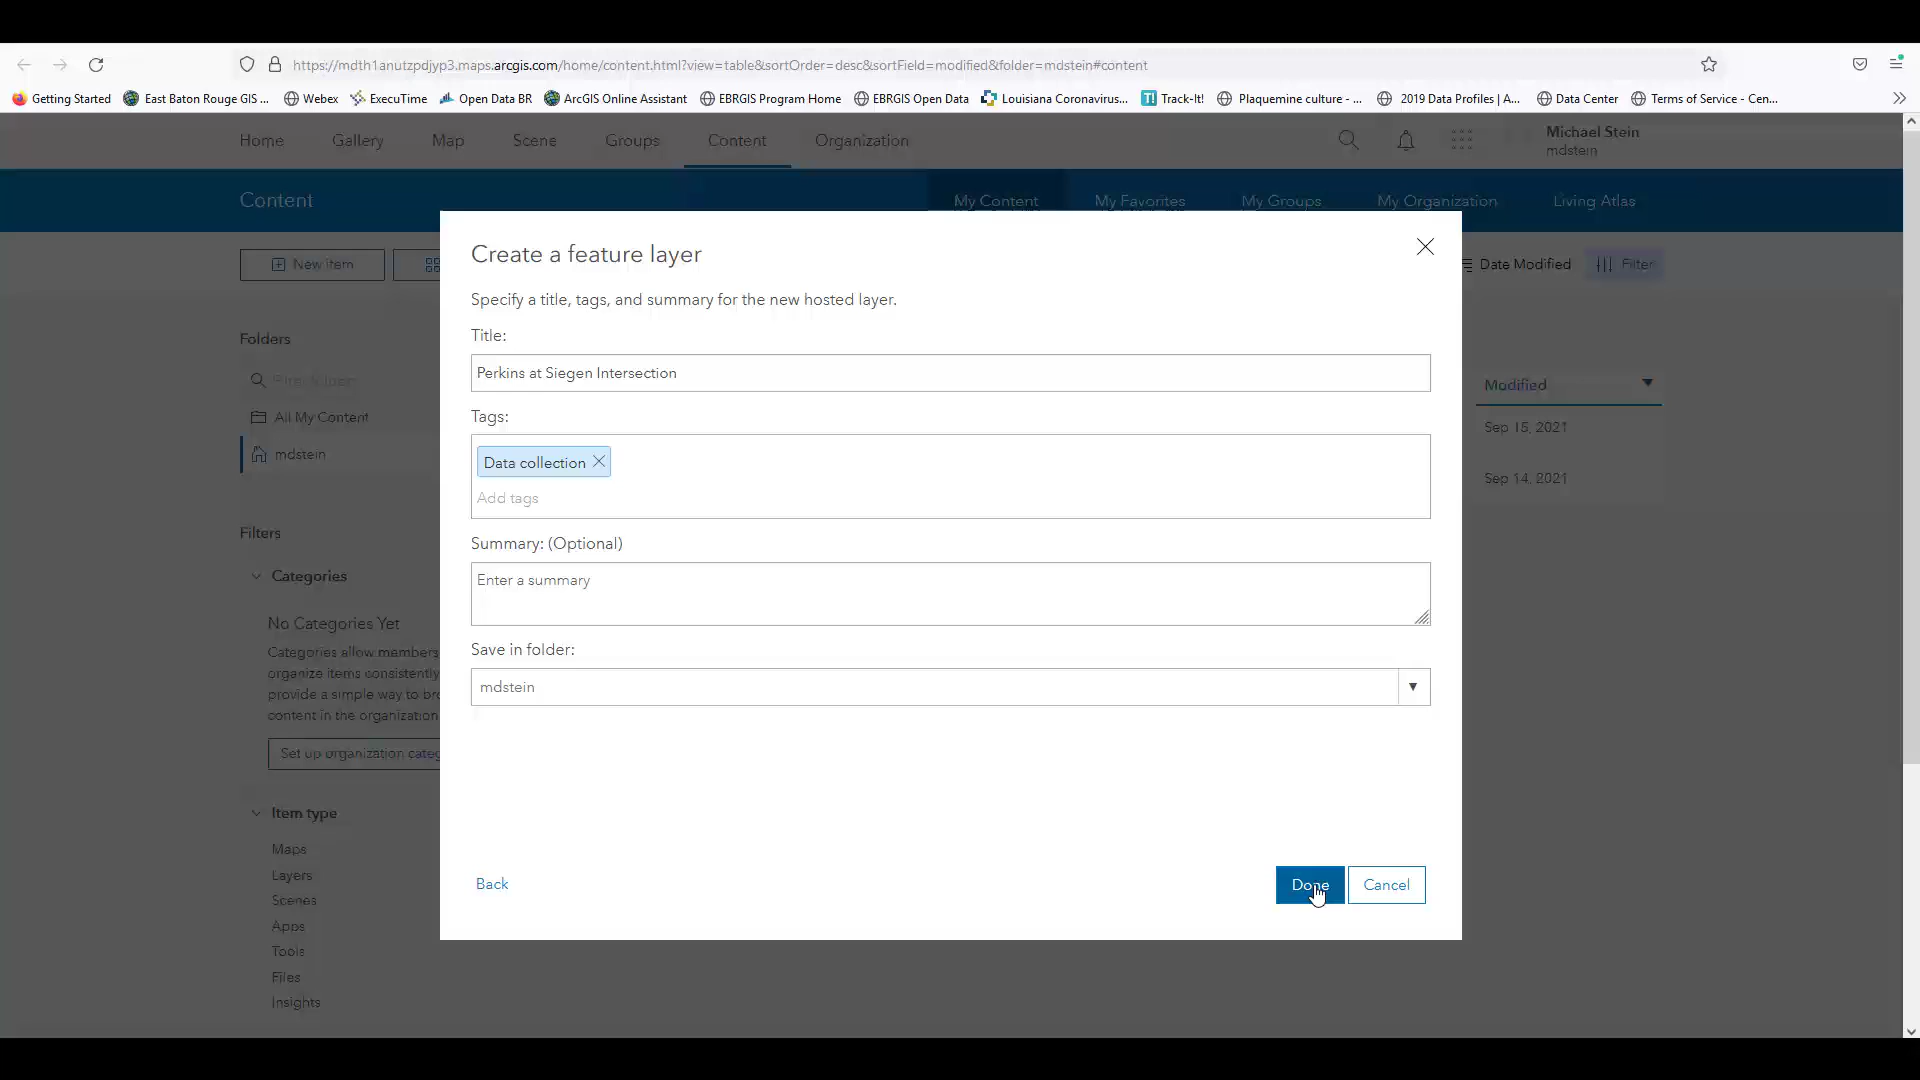 https://mdth1anutzpdjyp3.maps.arcgis.com/home/content.html?view=table&sortOrder=desc&sortField=modified&folder=mdstein#content
Getting Started East Baton Rouge GIS ... Webex ExecuTime Open Data BR ArcGIS Online Assistant EBRGIS Program Home EBRGIS Open Data Louisiana Coronavirus... Track-It! Plaquemine culture - ... 2019 Data Profiles | A... Data Center Terms of Service - Cen...
Home Gallery Map Scene Groups Content Organization Michael Stein
mdstein
Content My Content My Favorites My Groups My Organization Living Atlas
New item Date Modified Filter
Create a feature layer
Specify a title, tags, and summary for the new hosted layer.
Title:
Perkins at Siegen Intersection
Tags:
Data collection
Add tags
Summary: (Optional)
Enter a summary
Save in folder:
mdstein
Back Done Cancel
Folders
All My Content
mdstein
Filters
Categories
No Categories Yet
Categories allow members
organize items consistently
provide a simple way to
content in the organization
Set up organization
Item type
Maps
Layers
Scenes
Apps
Tools
Files
Insights
Modified
Sep 15, 2021
Sep 14, 2021